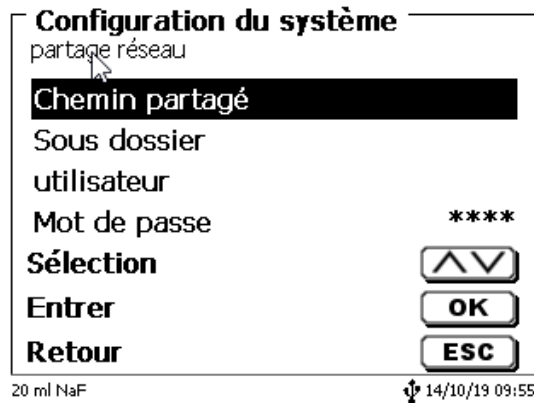 Configuration du système
partage réseau
Chemin partagé
Sous dossier
utilisateur
Mot de passe ****
Sélection
Entrer OK
Retour ESC
20 ml NaF 14/10/19 09:55